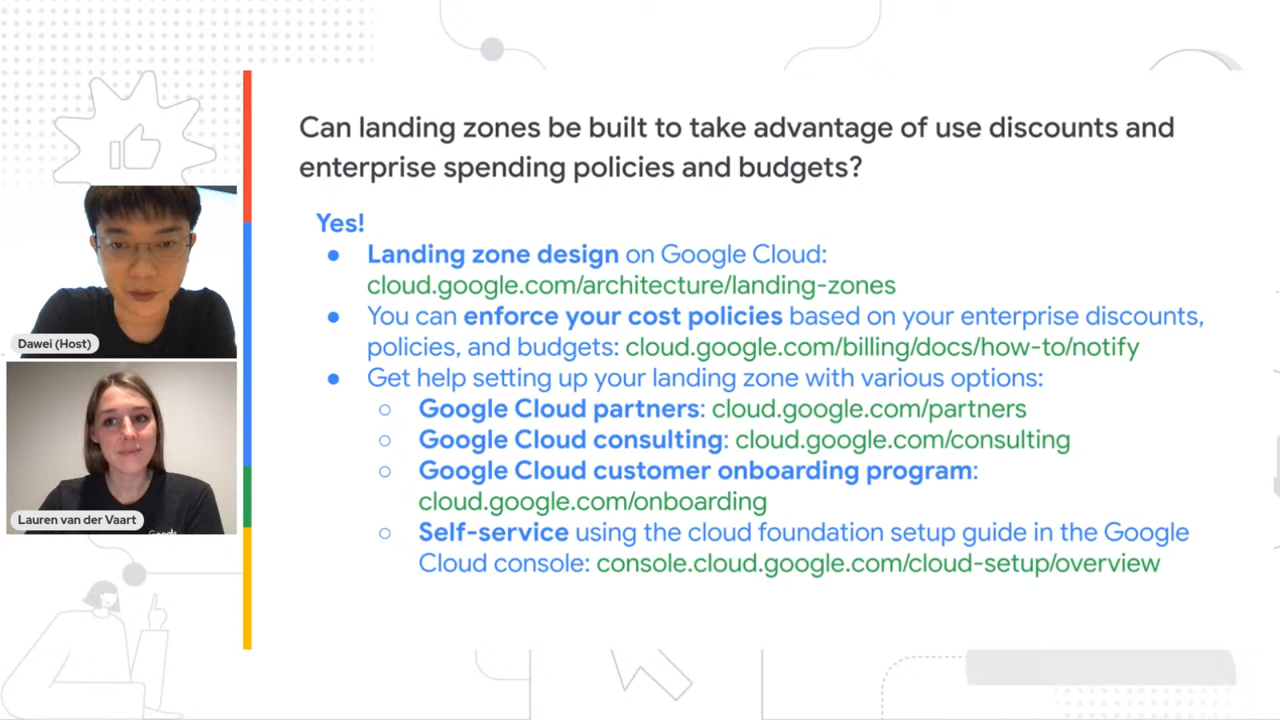 Can landing zones be built to take advantage of use discounts and
enterprise spending policies and budgets?
Yes!
● Landing zone design on Google Cloud:
cloud.google.com/architecture/landing-zones
● You can enforce your cost policies based on your enterprise discounts,
policies, and budgets: cloud.google.com/billing/docs/how-to/notify
● Get help setting up your landing zone with various options:
○ Google Cloud partners: cloud.google.com/partners
○ Google Cloud consulting: cloud.google.com/consulting
○ Google Cloud customer onboarding program:
cloud.google.com/onboarding
○ Self-service using the cloud foundation setup guide in the Google
Cloud console: console.cloud.google.com/cloud-setup/overview
Dawei (Host)
Lauren van der Vaart